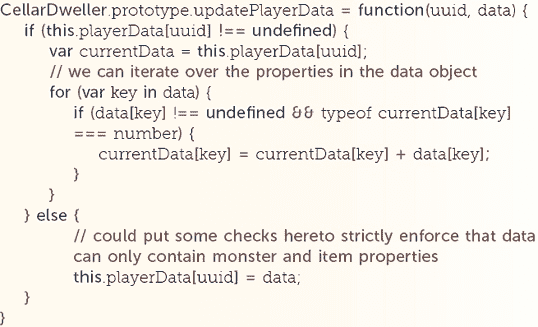 CellarDweller.prototype.updatePlayerData = function(uuid, data) {
if (this.playerData[uuid] !== undefined) {
var currentData = this.playerData[uuid];
// we can iterate over the properties in the data object
for (var key in data) {
if (data[key] !== undefined && typeof currentData[key]
=== number) {
currentData[key] = currentData[key] + data[key];
}
}
} else {
// could put some checks hereto strictly enforce that data
can only contain monster and item properties
this.playerData[uuid] = data;
}
}